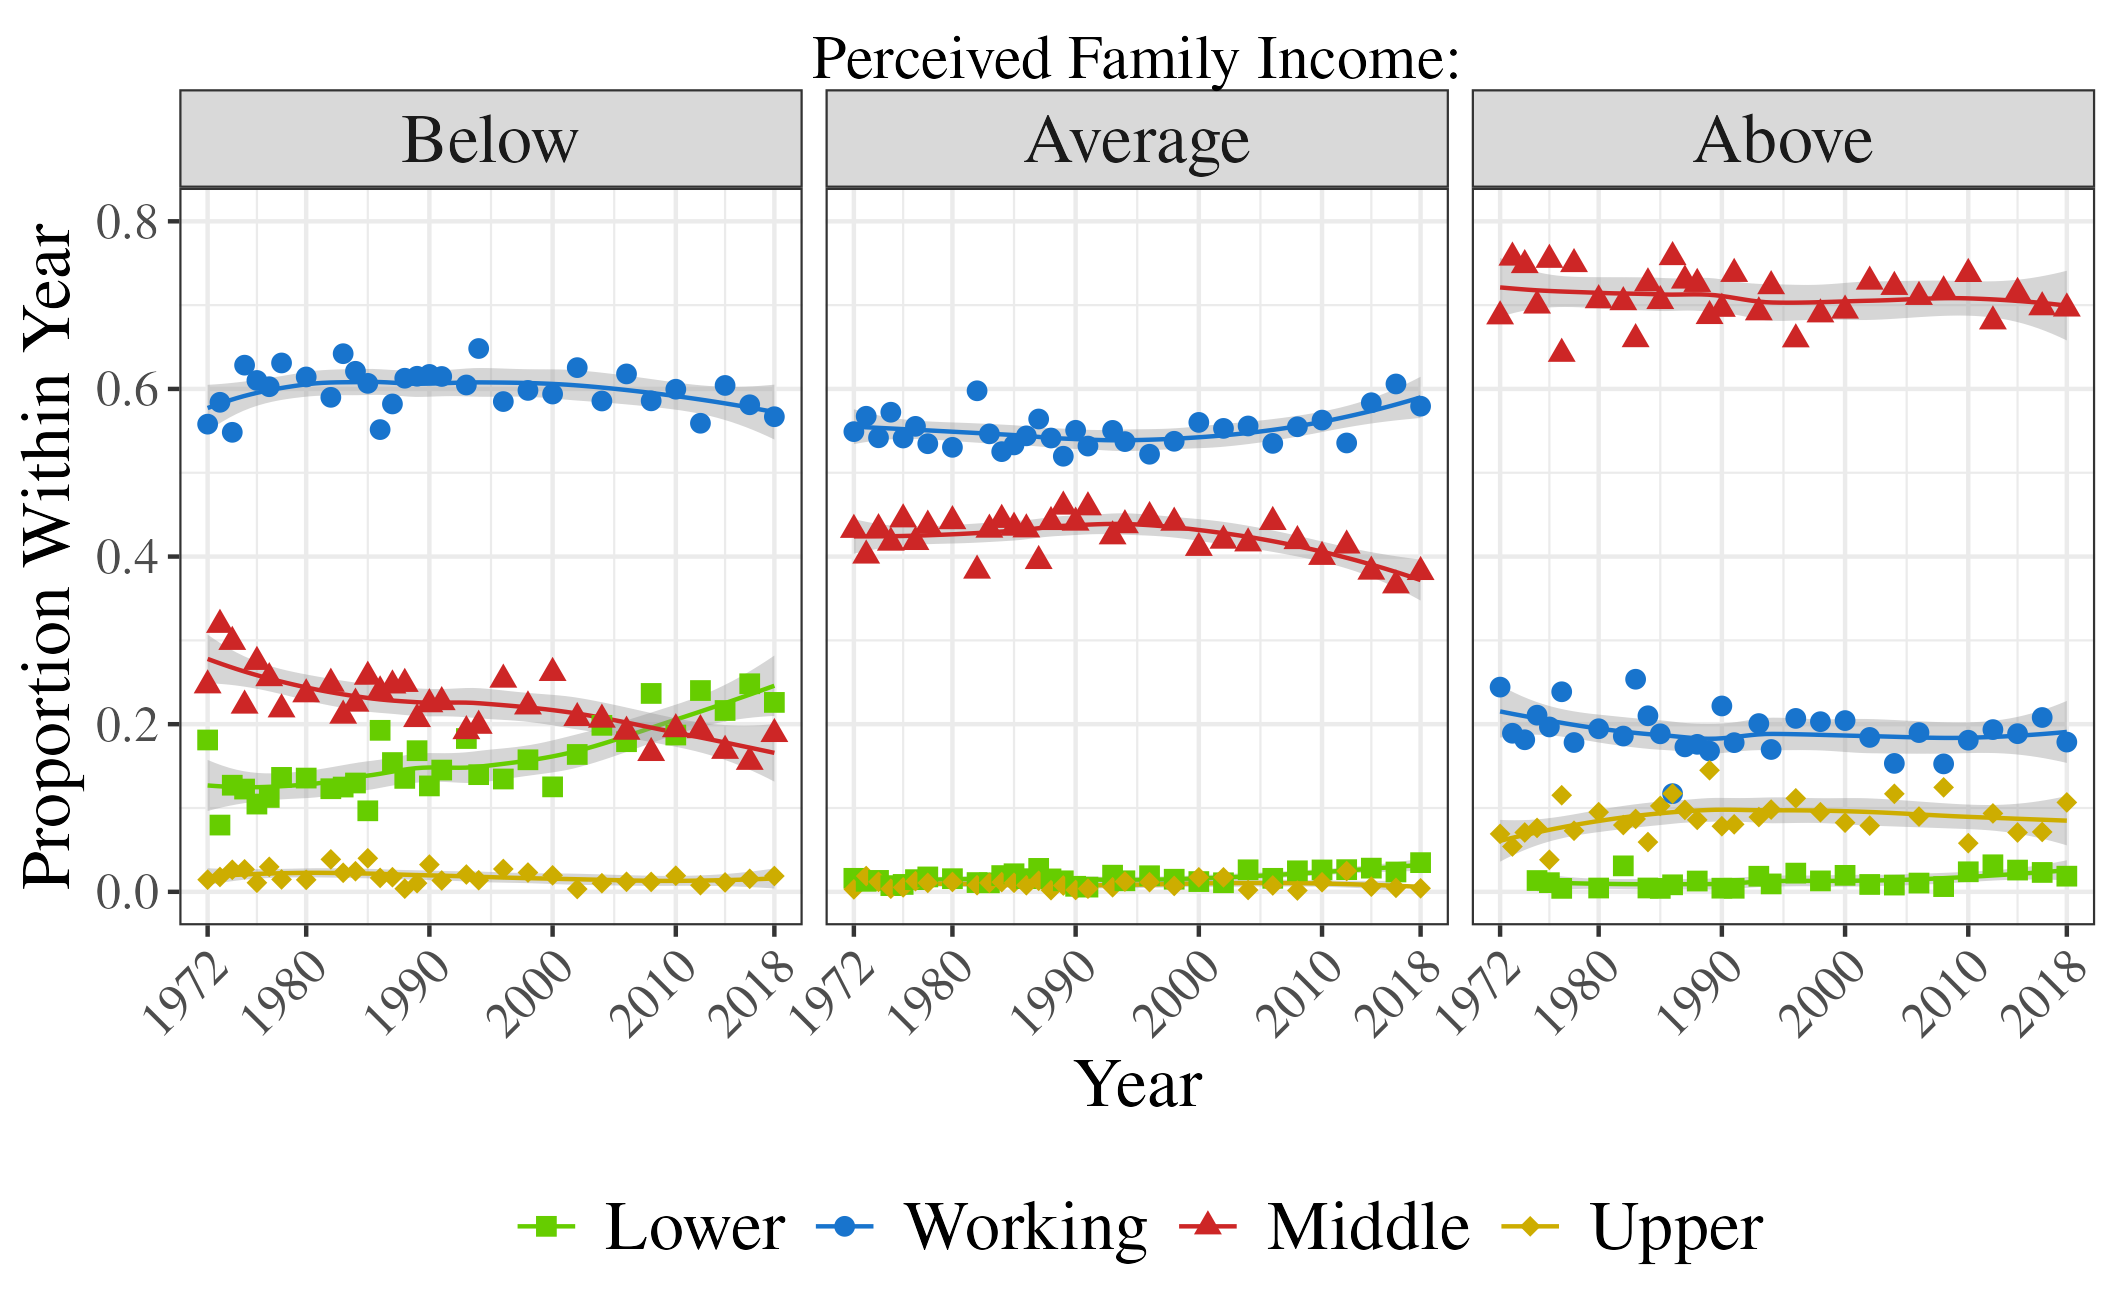 Perceived Family Income:
Below
Average
Above
Proportion Within Year
0.8
0.6
0.4
0.2
0.0
1972 1980 1990 2000 2010 2018
1972 1980 1990 2000 2010 2018
1972 1980 1990 2000 2010 2018
Year
Lower Working Middle Upper